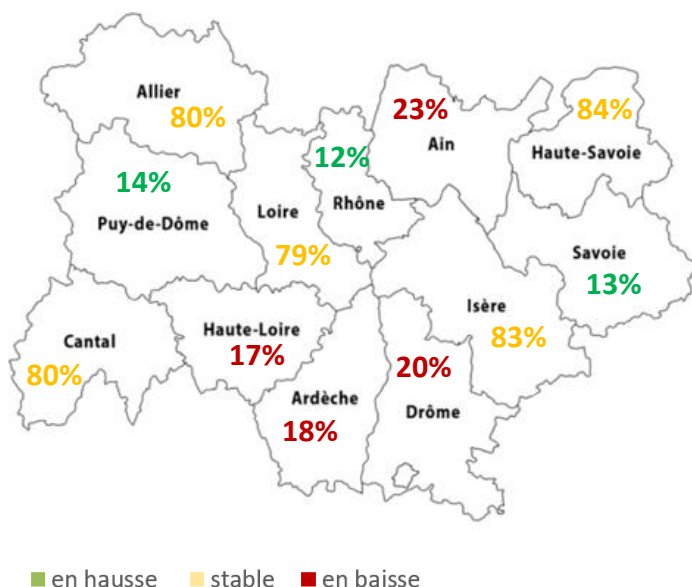 Allier
80%
23%
Ain
84%
Haute-Savoie
12%
Rhône
14%
Puy-de-Dôme
Loire
79%
Savoie
13%
Isère
83%
Cantal
80%
Haute-Loire
17%
20%
Drôme
Ardèche
18%
en hausse stable en baisse